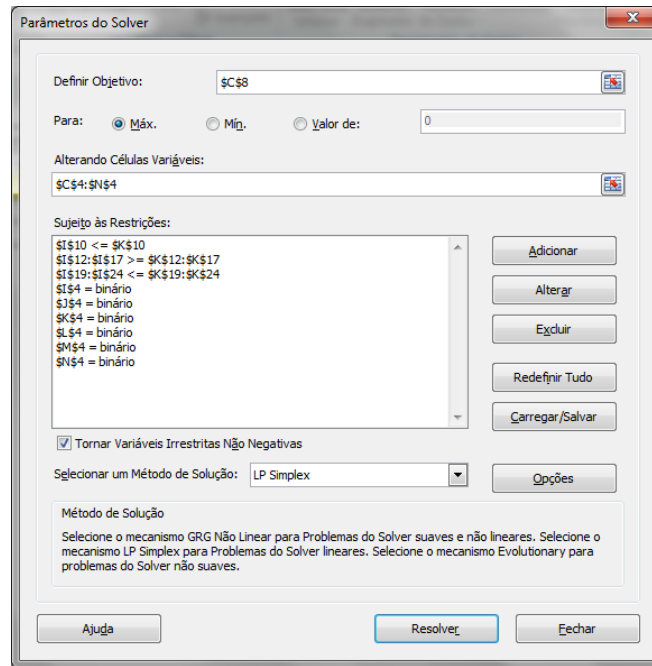 Parâmetros do Solver
Definir Objetivo: $C$8
Para: Máx. Mín. Valor de: 0
Alterando Células Variáveis:
$C$4:$N$4
Sujeito às Restrições:
$I$10 <= $K$10
$I$12:$I$17 >= $K$12:$K$17
$I$19:$I$24 <= $K$19:$K$24
$I$4 = binário
$J$4 = binário
$K$4 = binário
$L$4 = binário
$M$4 = binário
$N$4 = binário
Adicionar
Alterar
Excluir
Redefinir Tudo
Carregar/Salvar
Tornar Variáveis Irrestritas Não Negativas
Selecionar um Método de Solução: LP Simplex
Opções
Método de Solução
Selecione o mecanismo GRG Não Linear para Problemas do Solver suaves e não lineares. Selecione o
mecanismo LP Simplex para Problemas do Solver lineares. Selecione o mecanismo Evolutionary para
problemas do Solver não suaves.
Ajuda
Resolver
Fechar